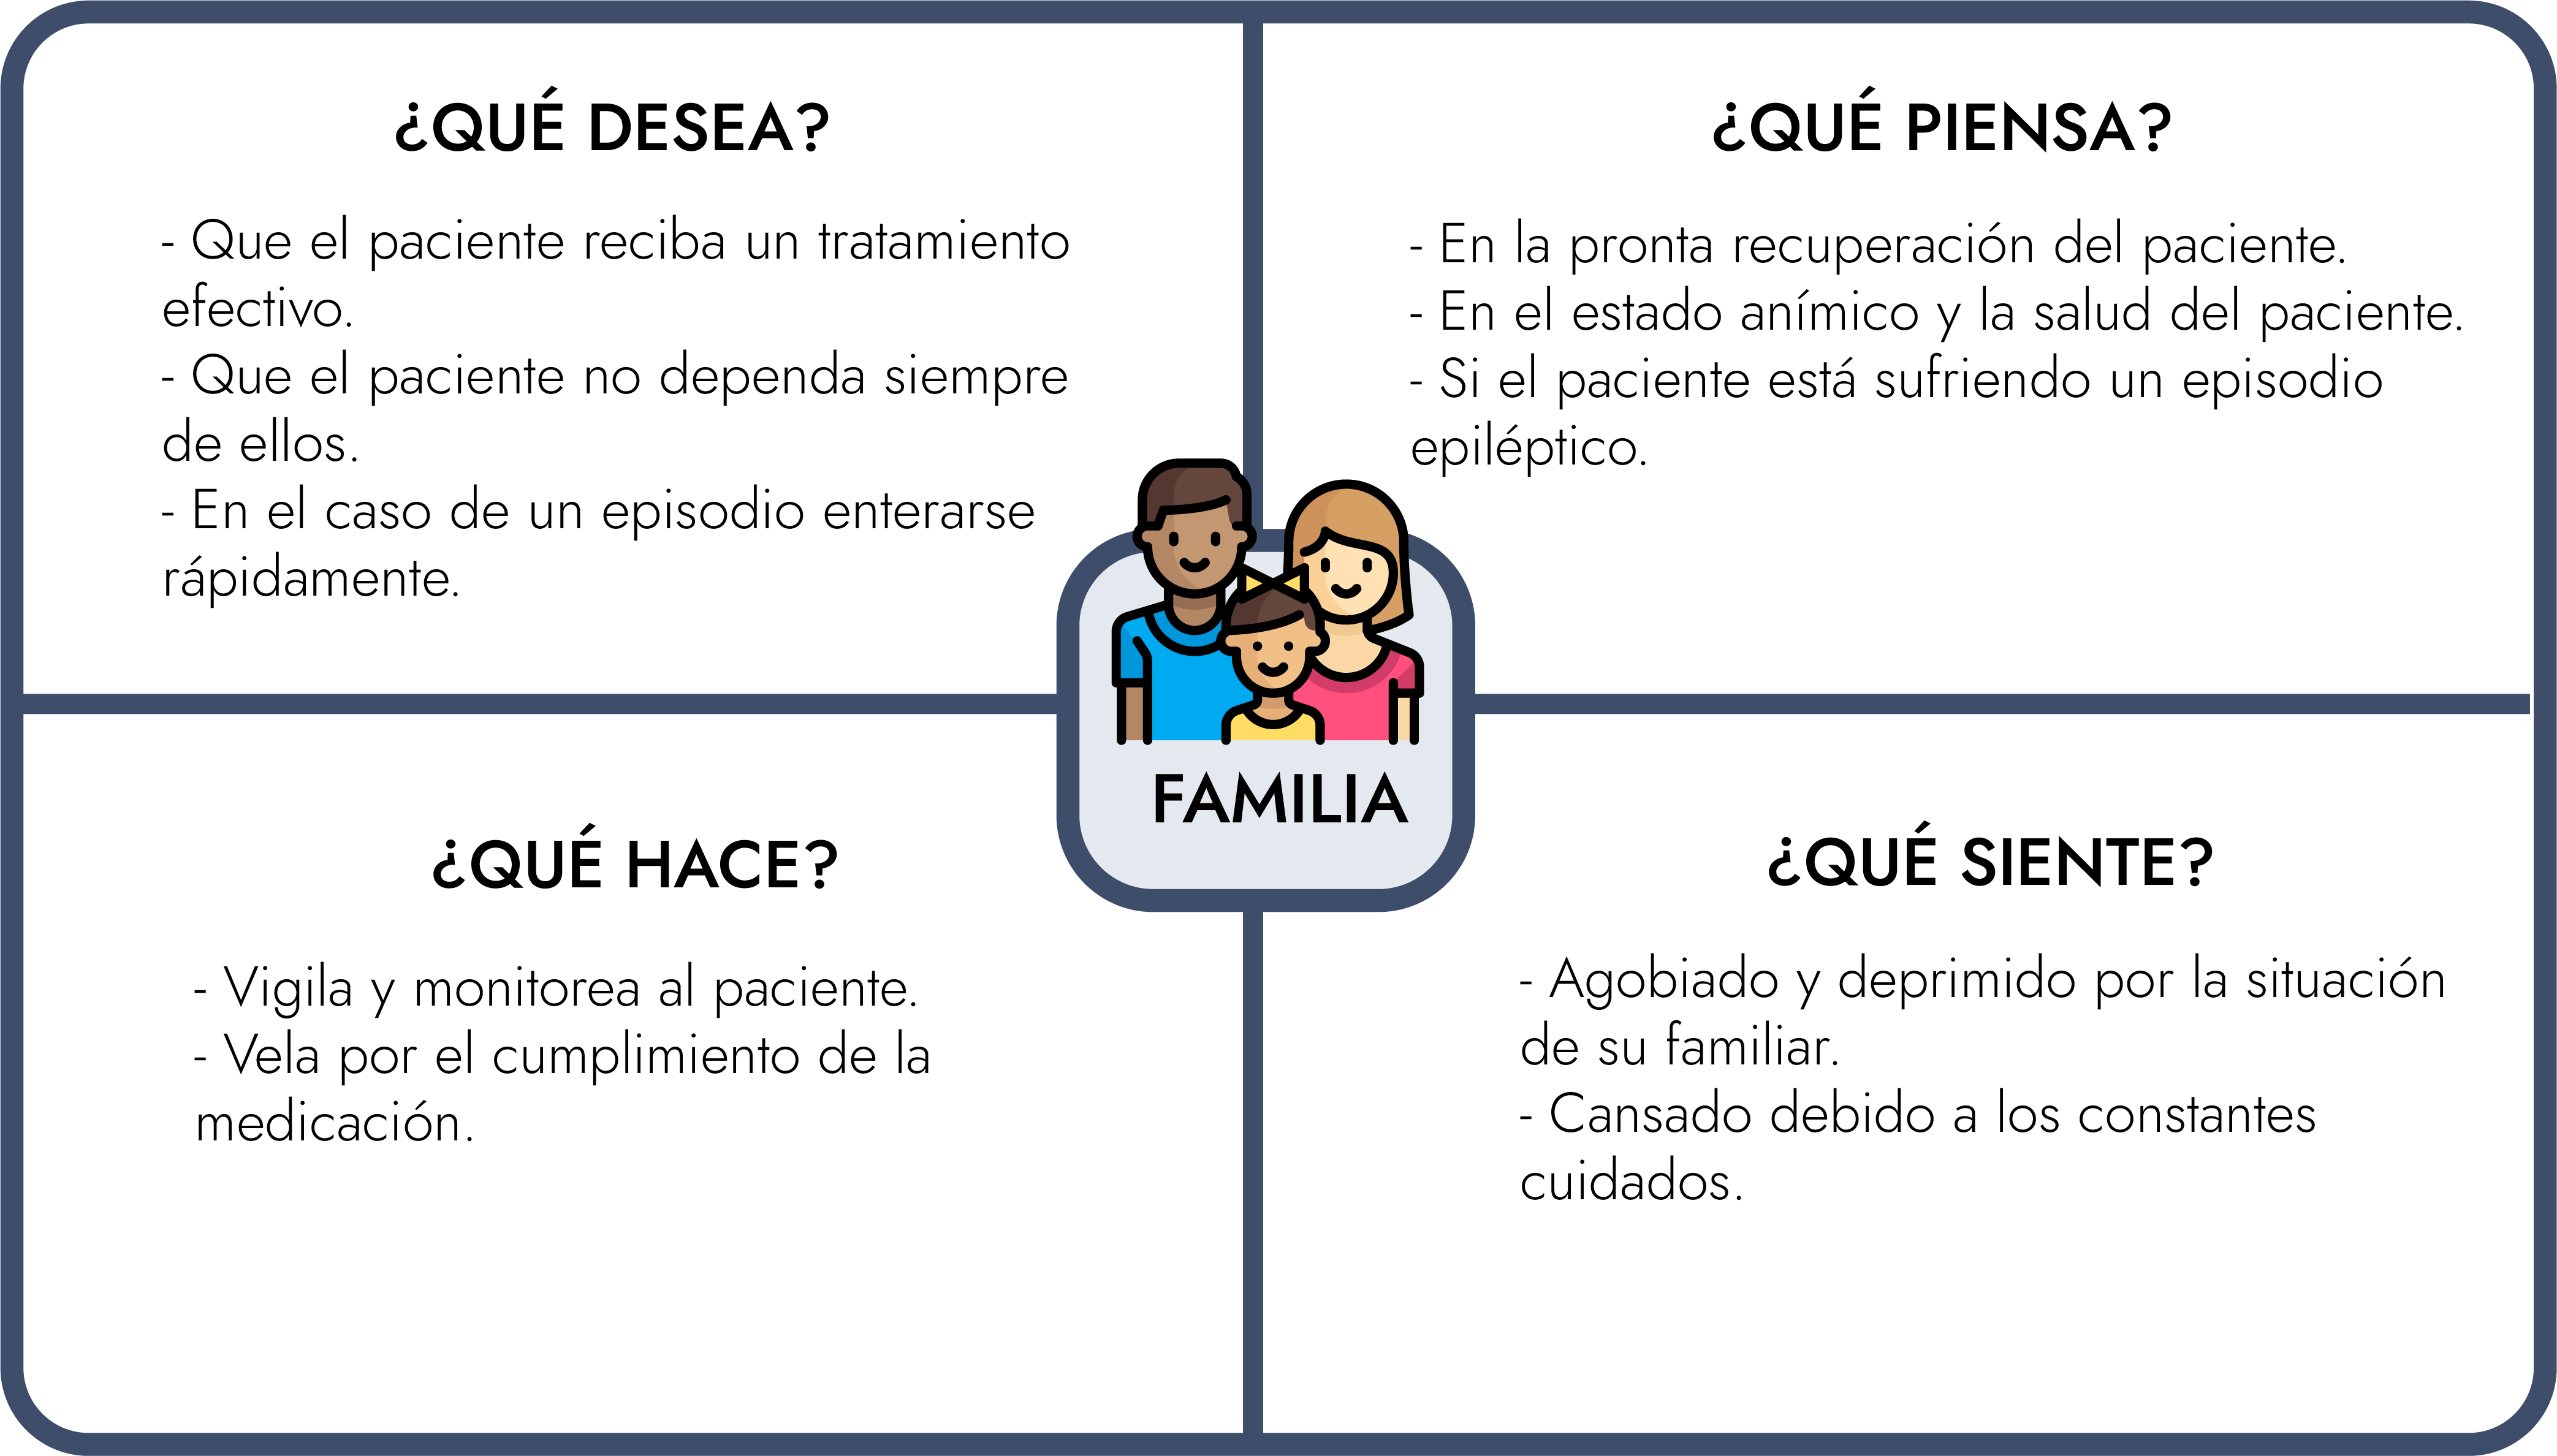 ¿QUÉ DESEA?
- Que el paciente reciba un tratamiento
efectivo.
- Que el paciente no dependa siempre
de ellos.
- En el caso de un episodio enterarse
rápidamente.
¿QUÉ PIENSA?
- En la pronta recuperación del paciente.
- En el estado anímico y la salud del paciente.
- Si el paciente está sufriendo un episodio
epiléptico.
FAMILIA
¿QUÉ HACE?
- Vigila y monitorea al paciente.
- Vela por el cumplimiento de la
medicación.
¿QUÉ SIENTE?
- Agobiado y deprimido por la situación
de su familiar.
- Cansado debido a los constantes
cuidados.